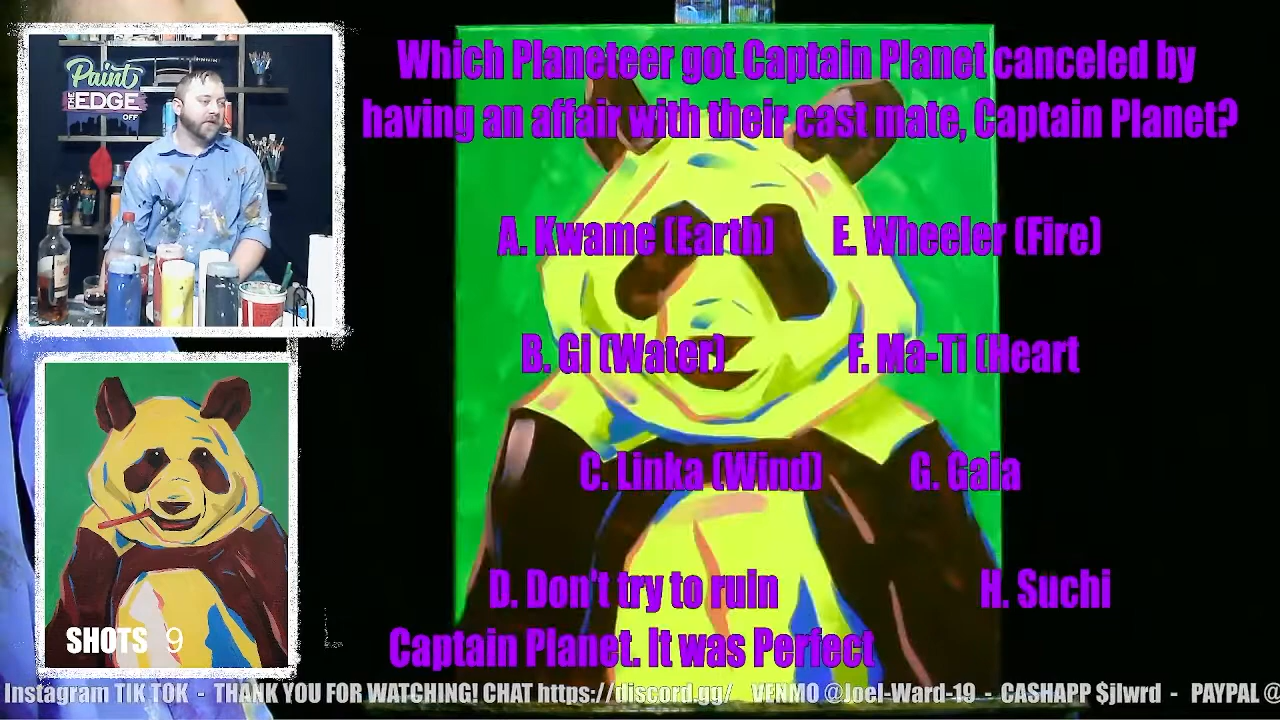 Paint
THE EDGE
OFF
Which Planeteer got Captain Planet canceled by
having an affair with their cast mate, Captain Planet?
A. Kwame (Earth) E. Wheeler (Fire)
B. Gi (Water) F. Ma-Ti (Heart
C. Linka (Wind) G. Gaia
D. Don't try to ruin H. Suchi
Captain Planet. It was Perfect
SHOTS 9
Instagram TIK TOK - THANK YOU FOR WATCHING! CHAT https://discord.gg/ VENMO @Joel-Ward-19 - CASHAPP $jlwrd - PAYPAL @